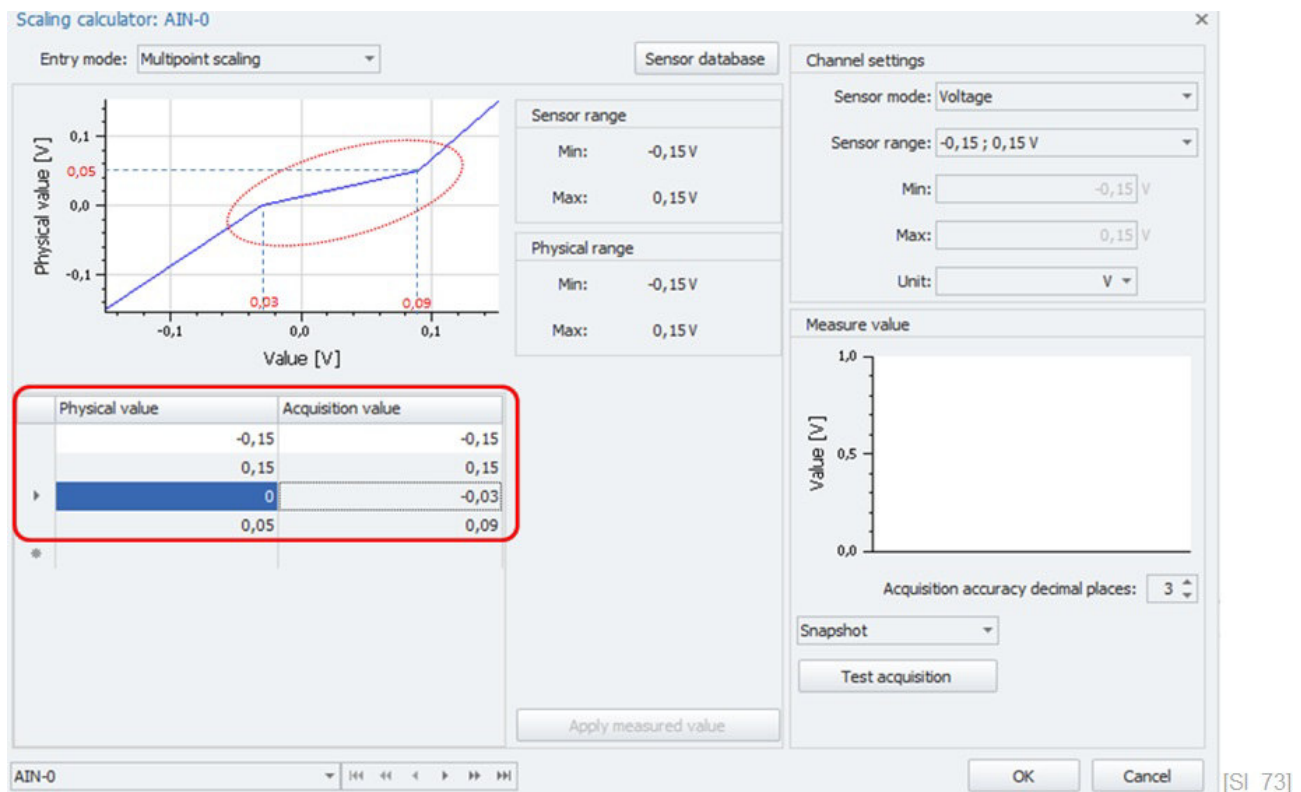 Scaling calculator: AIN-0
Entry mode: Multipoint scaling
Sensor database
Physical value [V]
0,1
0,05
0,0
-0,1
0,03
0,09
-0,1
0,0
0,1
Value [V]
Sensor range
Min: -0,15 V
Max: 0,15 V
Physical range
Min: -0,15 V
Max: 0,15 V
Physical value Acquisition value
-0,15 -0,15
0,15 0,15
0 -0,03
0,05 0,09
Apply measured value
AIN-0
Channel settings
Sensor mode: Voltage
Sensor range: -0,15 ; 0,15 V
Min: -0,15 V
Max: 0,15 V
Unit: V
Measure value
Value [V]
1,0
0,5
0,0
Acquisition accuracy decimal places: 3
Snapshot
Test acquisition
OK
Cancel
[SI_73]